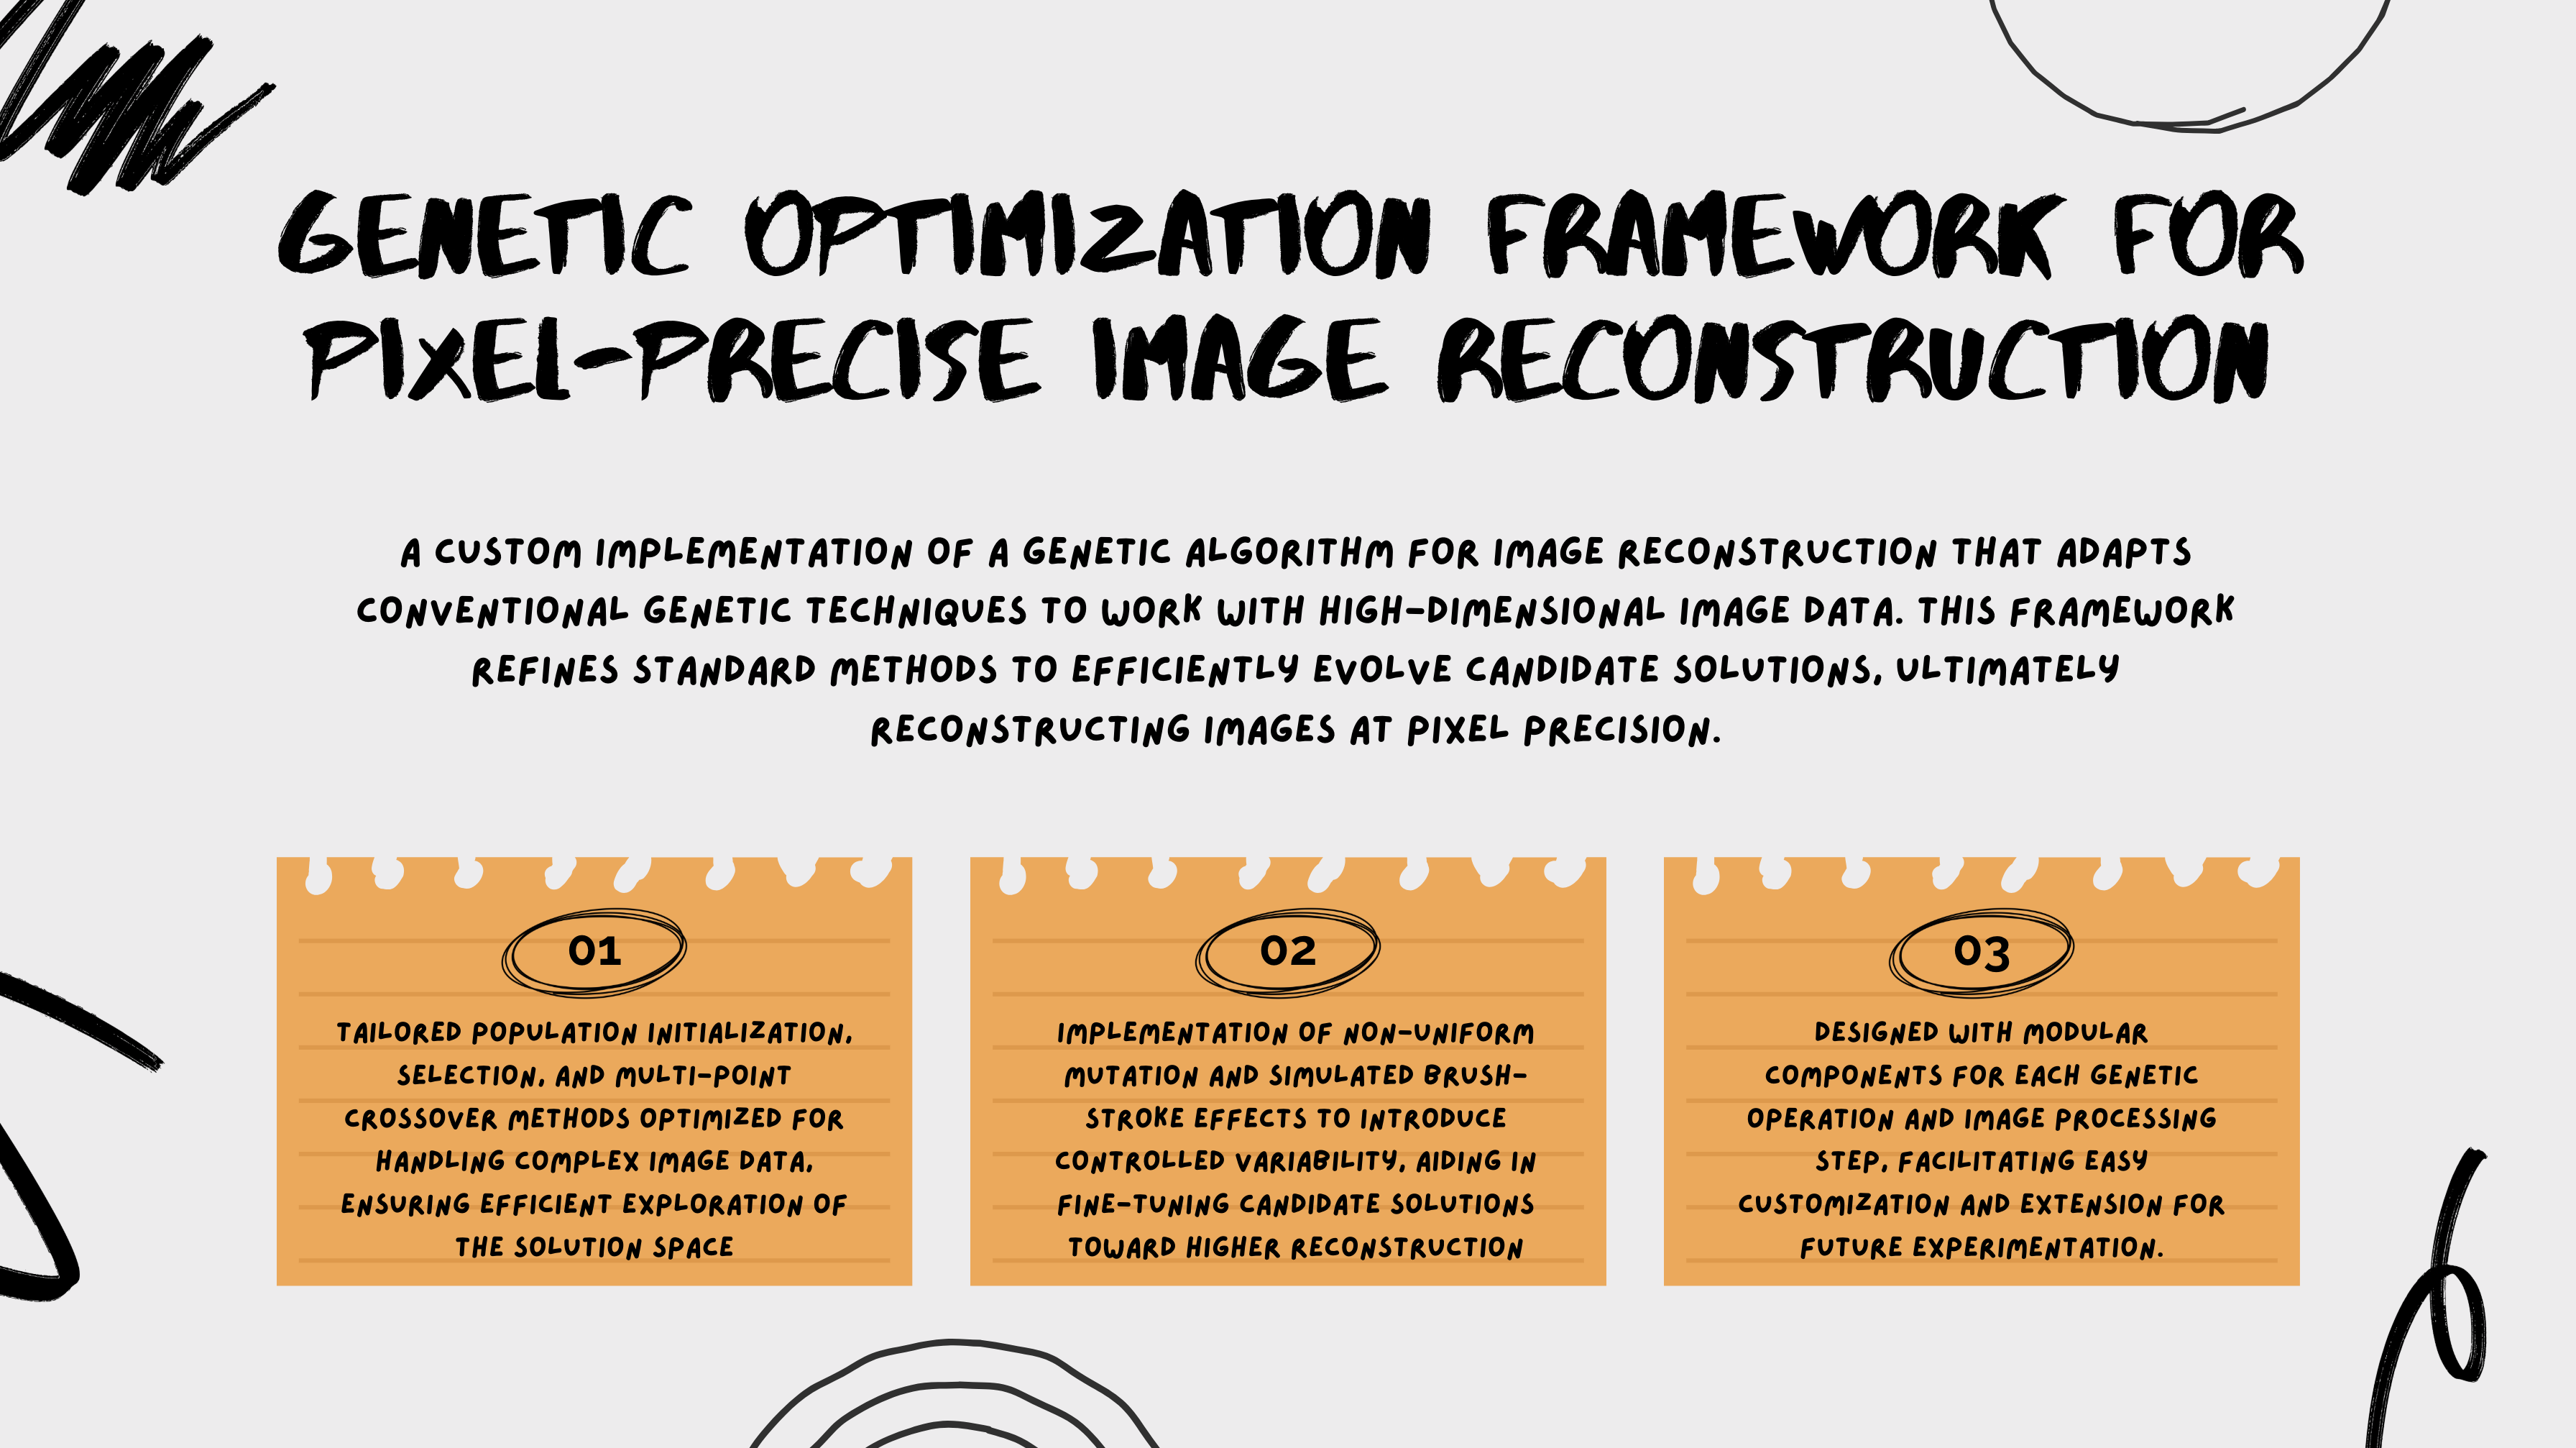 GENETIC OPTIMIZATION FRAMEWORK FOR
PIXEL-PRECISE IMAGE RECONSTRUCTION
A CUSTOM IMPLEMENTATION OF A GENETIC ALGORITHM FOR IMAGE RECONSTRUCTION THAT ADAPTS
CONVENTIONAL GENETIC TECHNIQUES TO WORK WITH HIGH-DIMENSIONAL IMAGE DATA. THIS FRAMEWORK
REFINES STANDARD METHODS TO EFFICIENTLY EVOLVE CANDIDATE SOLUTIONS, ULTIMATELY
RECONSTRUCTING IMAGES AT PIXEL PRECISION.
01
TAILORED POPULATION INITIALIZATION,
SELECTION, AND MULTI-POINT
CROSSOVER METHODS OPTIMIZED FOR
HANDLING COMPLEX IMAGE DATA,
ENSURING EFFICIENT EXPLORATION OF
THE SOLUTION SPACE
02
IMPLEMENTATION OF NON-UNIFORM
MUTATION AND SIMULATED BRUSH-
STROKE EFFECTS TO INTRODUCE
CONTROLLED VARIABILITY, AIDING IN
FINE-TUNING CANDIDATE SOLUTIONS
TOWARD HIGHER RECONSTRUCTION
03
DESIGNED WITH MODULAR
COMPONENTS FOR EACH GENETIC
OPERATION AND IMAGE PROCESSING
STEP, FACILITATING EASY
CUSTOMIZATION AND EXTENSION FOR
FUTURE EXPERIMENTATION.